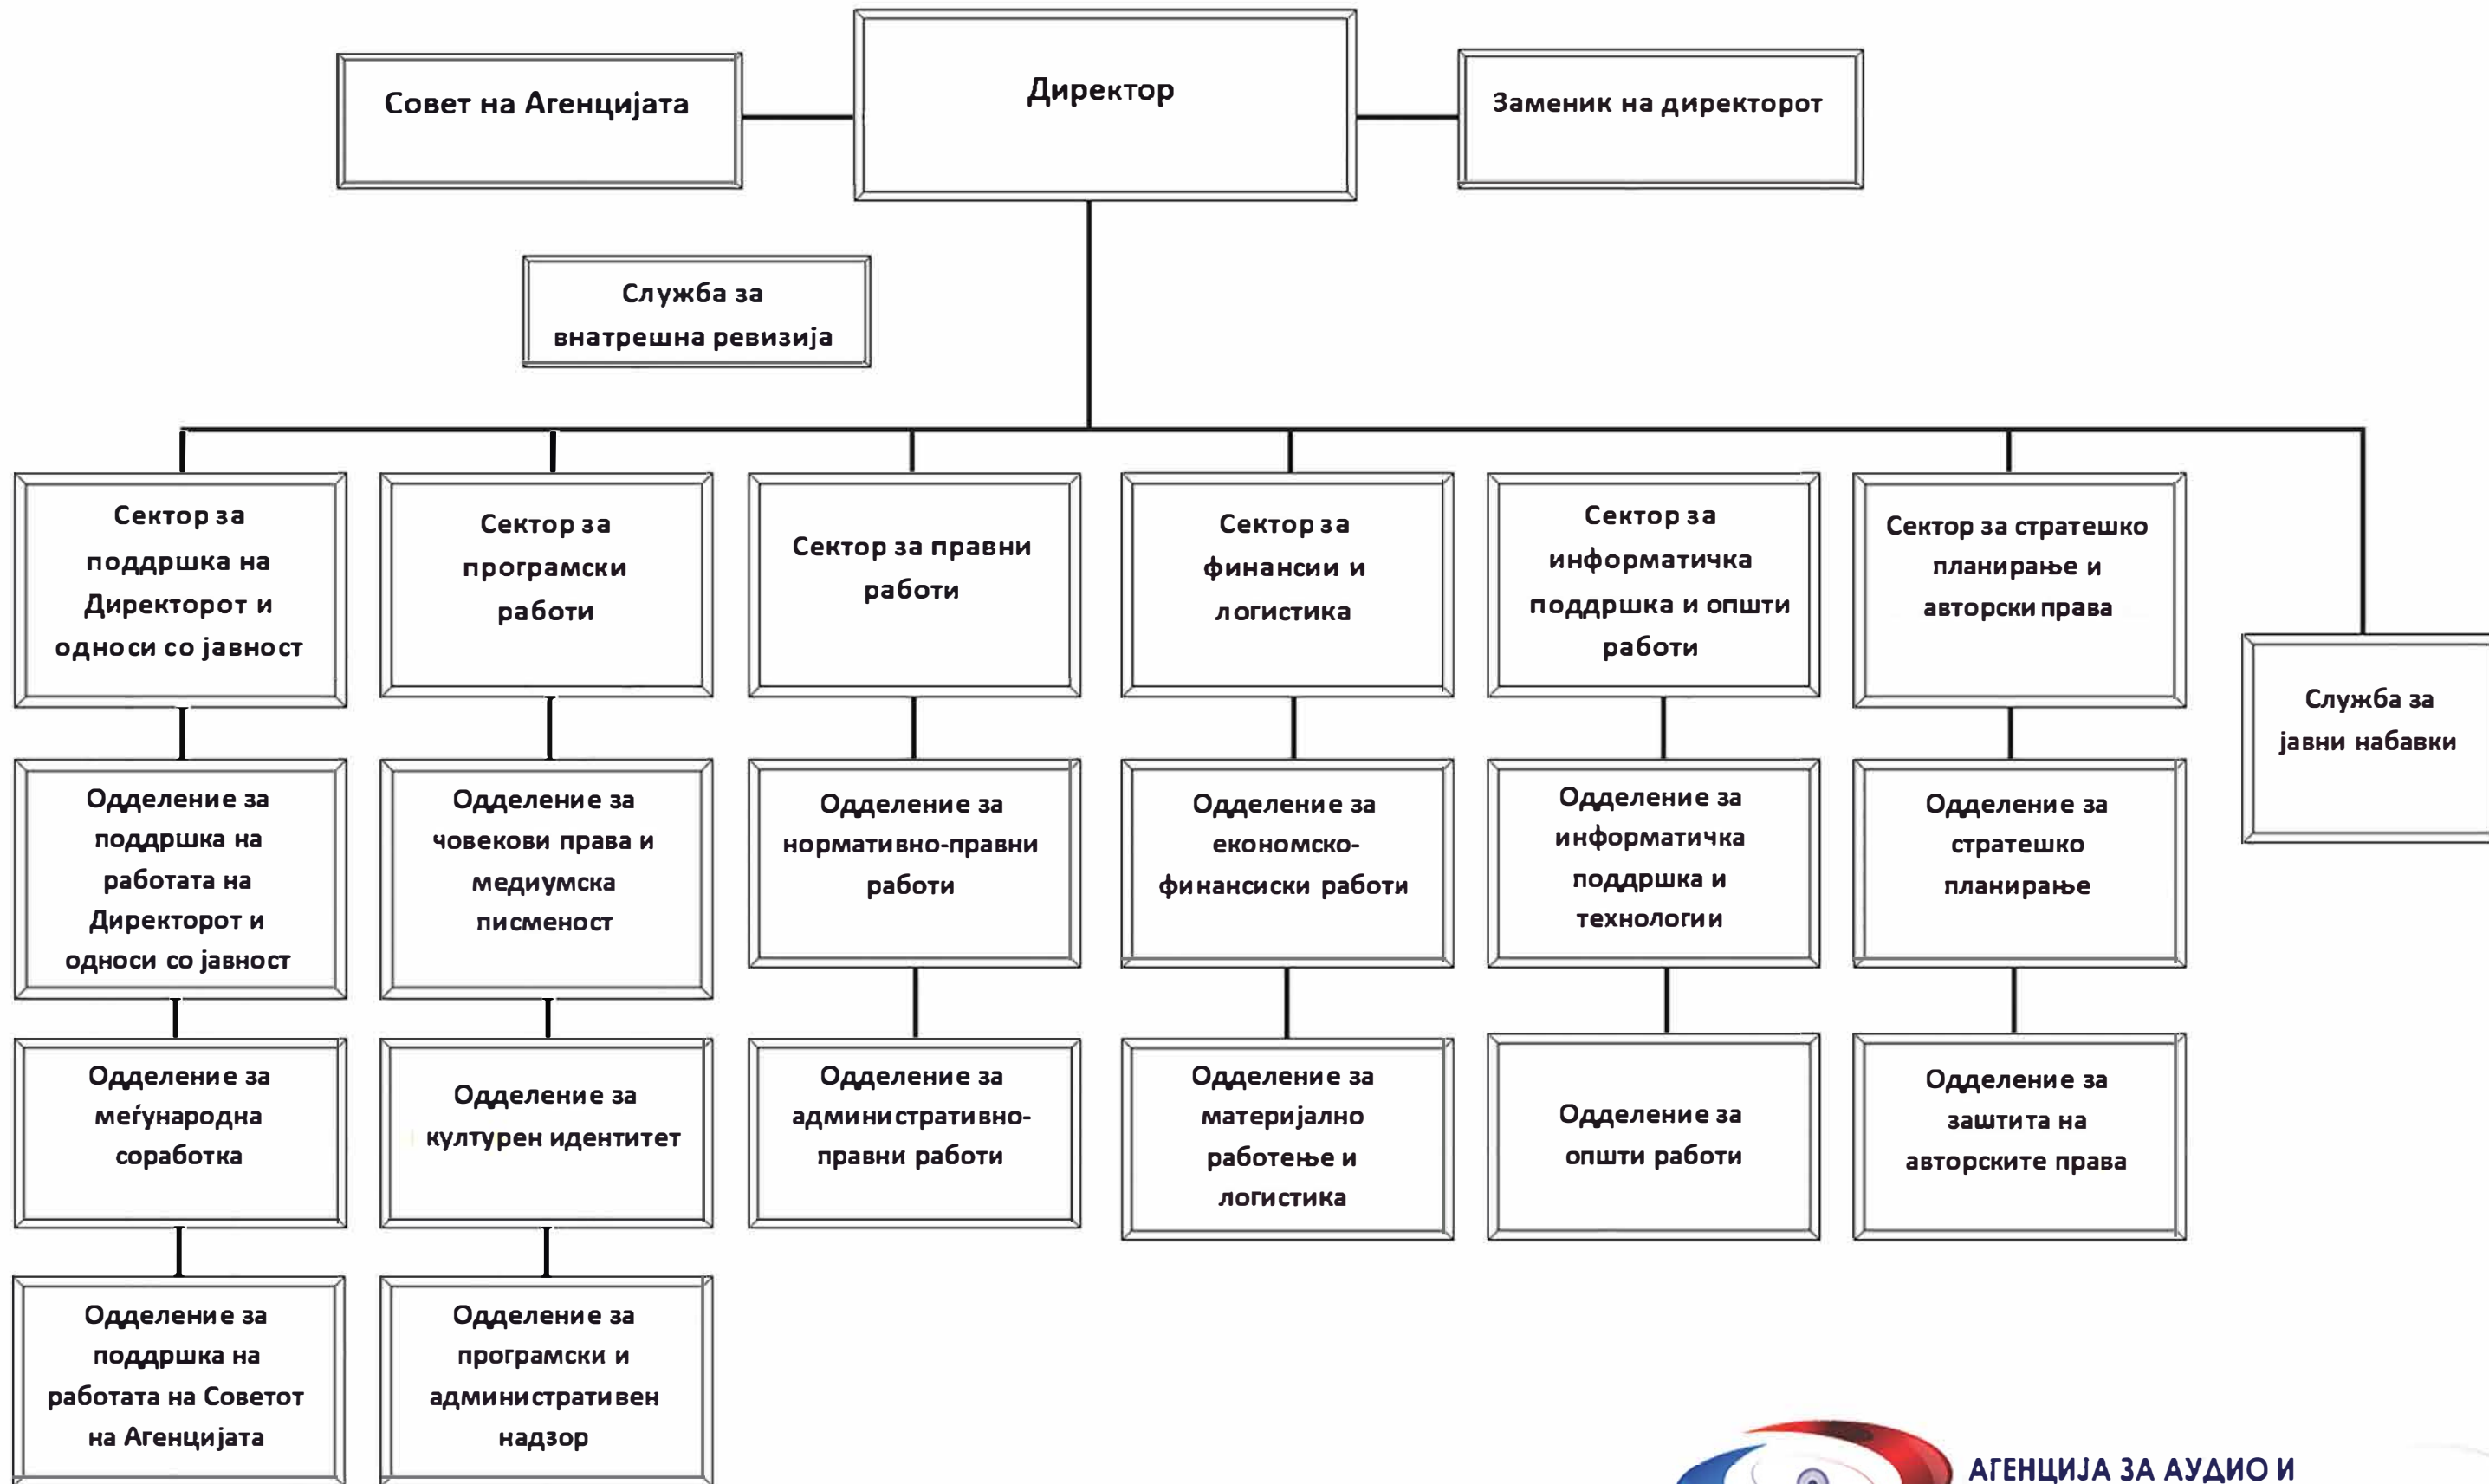 Совет на Агенцијата
Директор
Заменик на директорот
Служба за
внатрешна ревизија
Сектор за
поддршка на
Директорот и
односи со јавност
Сектор за
програмски
работи
Сектор за правни
работи
Сектор за
финансии и
логистика
Сектор за
информатичка
поддршка и општи
работи
Сектор за стратешко
планирање и
авторски права
Служба за
јавни набавки
Одделение за
поддршка на
работата на
Директорот и
односи со јавност
Одделение за
човекови права и
медиумска
писменост
Одделение за
нормативно-правни
работи
Одделение за
економско-
финансиски работи
Одделение за
информатичка
поддршка и
технологии
Одделение за
стратешко
планирање
Одделение за
меѓународна
соработка
Одделение за
културен идентитет
Одделение за
административно-
правни работи
Одделение за
материјално
работење и
логистика
Одделение за
општи работи
Одделение за
заштита на
авторските права
Одделение за
поддршка на
работата на Советот
на Агенцијата
Одделение за
програмски и
административен
надзор
АГЕНЦИЈА ЗА АУДИО И